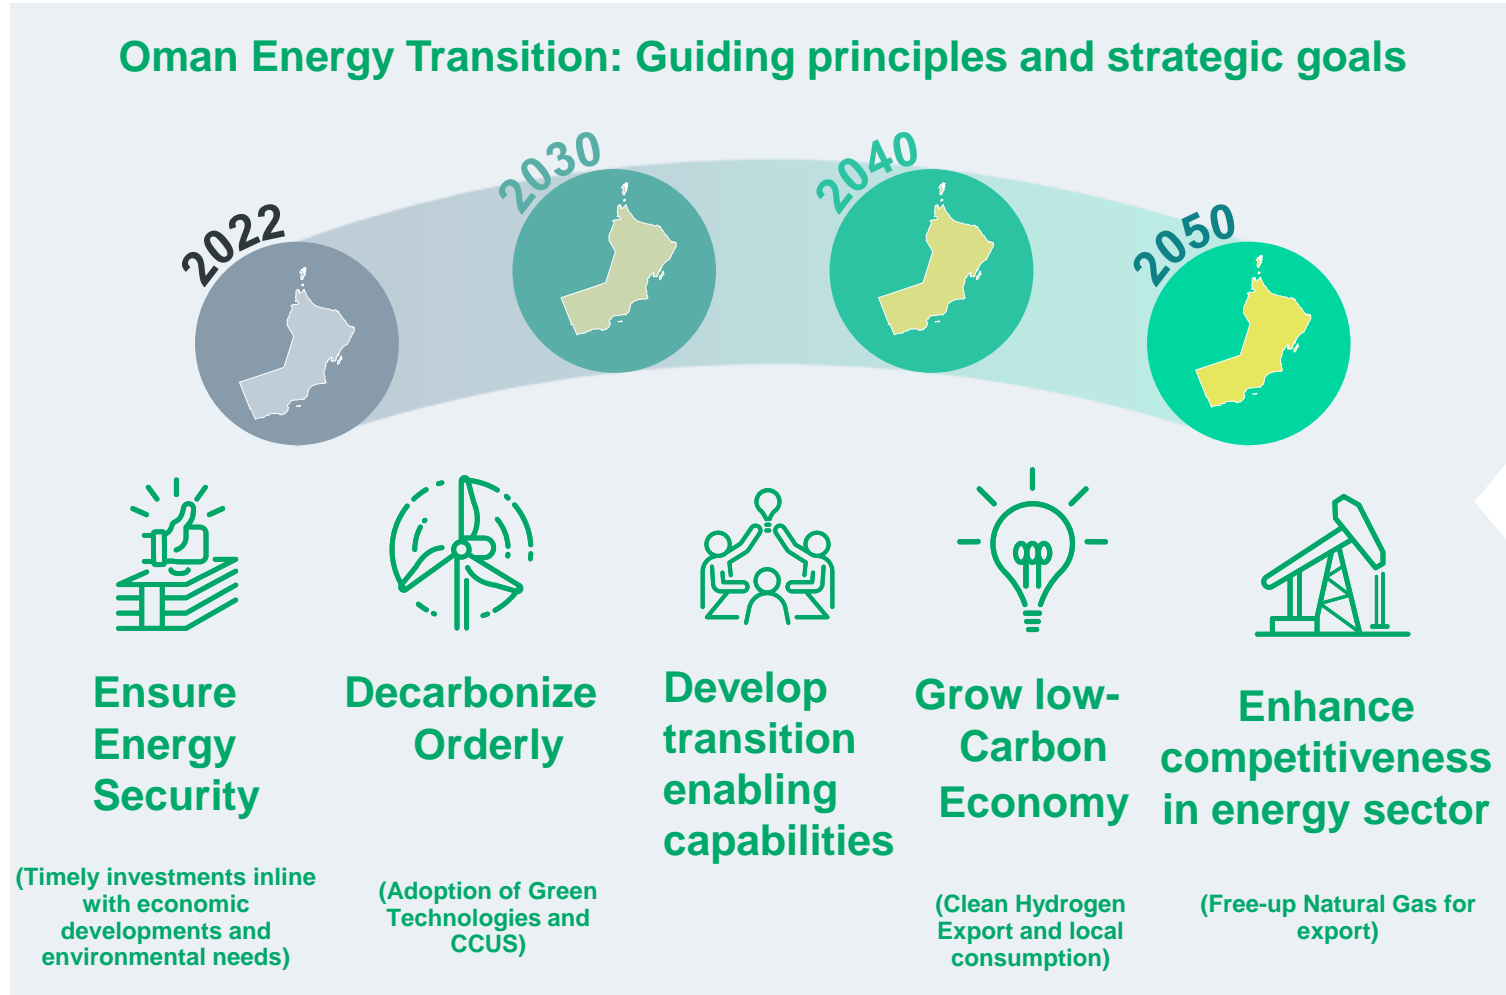 Oman Energy Transition: Guiding principles and strategic goals
2022
2030
2040
2050
Ensure
Energy
Security
(Timely investments inline
with economic
developments and
environmental needs)
Decarbonize
Orderly
(Adoption of Green
Technologies and
CCUS)
Develop
transition
enabling
capabilities
Grow low-
Carbon
Economy
(Clean Hydrogen
Export and local
consumption)
Enhance
competitiveness
in energy sector
(Free-up Natural Gas for
export)